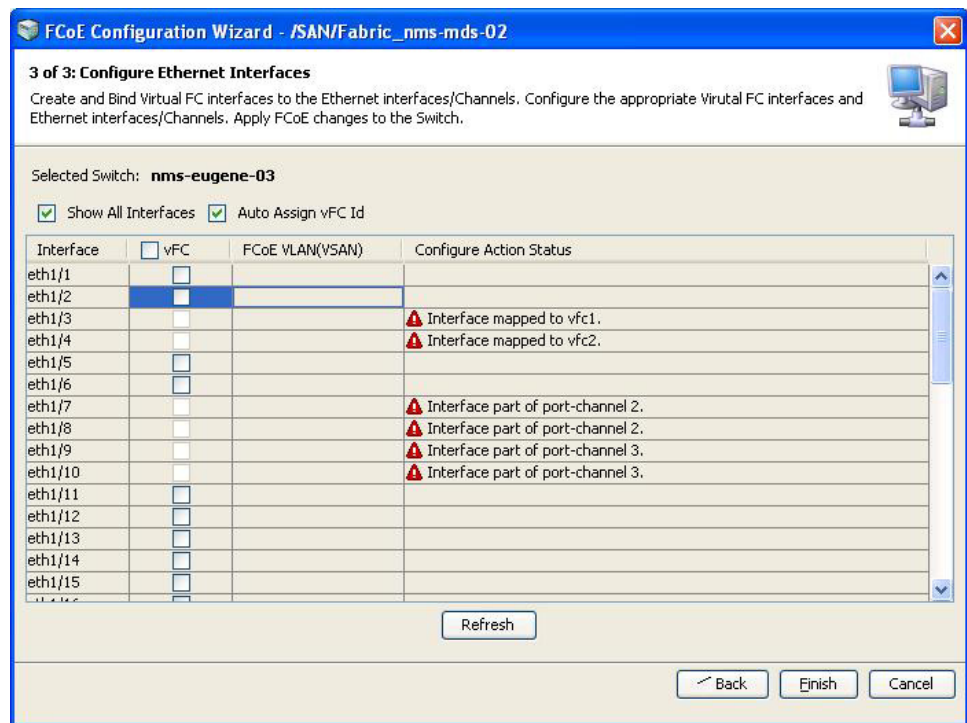 FCoE Configuration Wizard - /SAN/Fabric_nms-mds-02
3 of 3: Configure Ethernet Interfaces
Create and Bind Virtual FC interfaces to the Ethernet interfaces/Channels. Configure the appropriate Virutal FC interfaces and
Ethernet interfaces/Channels. Apply FCoE changes to the Switch.
Selected Switch: nms-eugene-03
Show All Interfaces Auto Assign vFC Id
Interface vFC FCoE VLAN(VSAN) Configure Action Status
eth1/1
eth1/2
eth1/3 Interface mapped to vfc1.
eth1/4 Interface mapped to vfc2.
eth1/5
eth1/6
eth1/7 Interface part of port-channel 2.
eth1/8 Interface part of port-channel 2.
eth1/9 Interface part of port-channel 3.
eth1/10 Interface part of port-channel 3.
eth1/11
eth1/12
eth1/13
eth1/14
eth1/15
Refresh
Back Finish Cancel